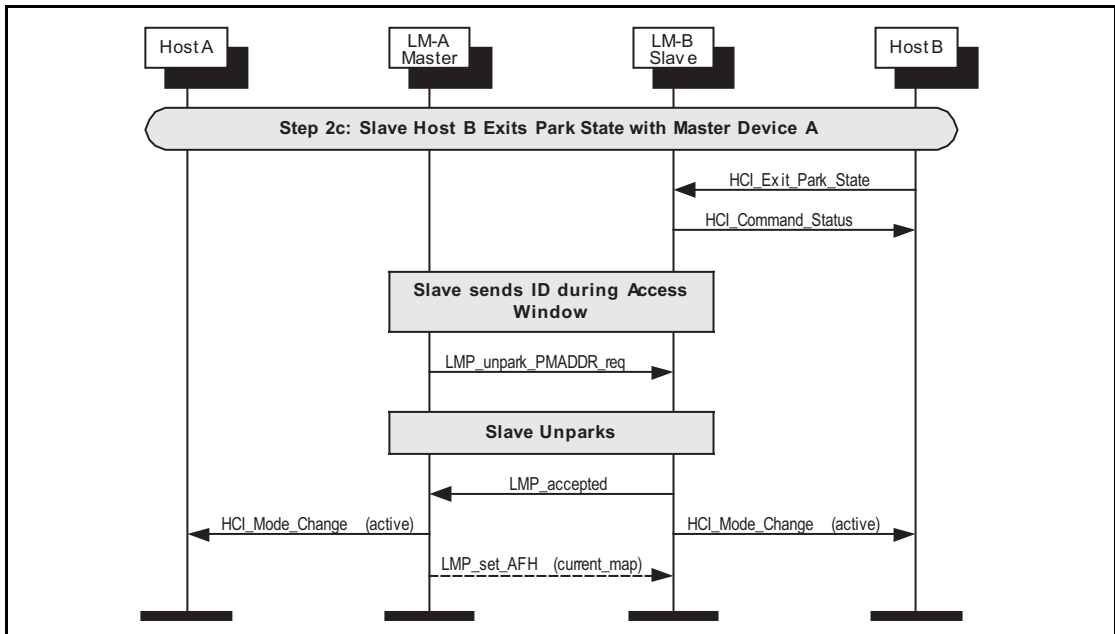 Host A
LM-A
Master
LM-B
Slave
Host B
Step 2c: Slave Host B Exits Park State with Master Device A
HCI_Exit_Park_State
HCI_Command_Status
Slave sends ID during Access
Window
LMP_unpark_PMADDR_req
Slave Unparks
LMP_accepted
HCI_Mode_Change (active)
HCI_Mode_Change (active)
LMP_set_AFH (current_map)